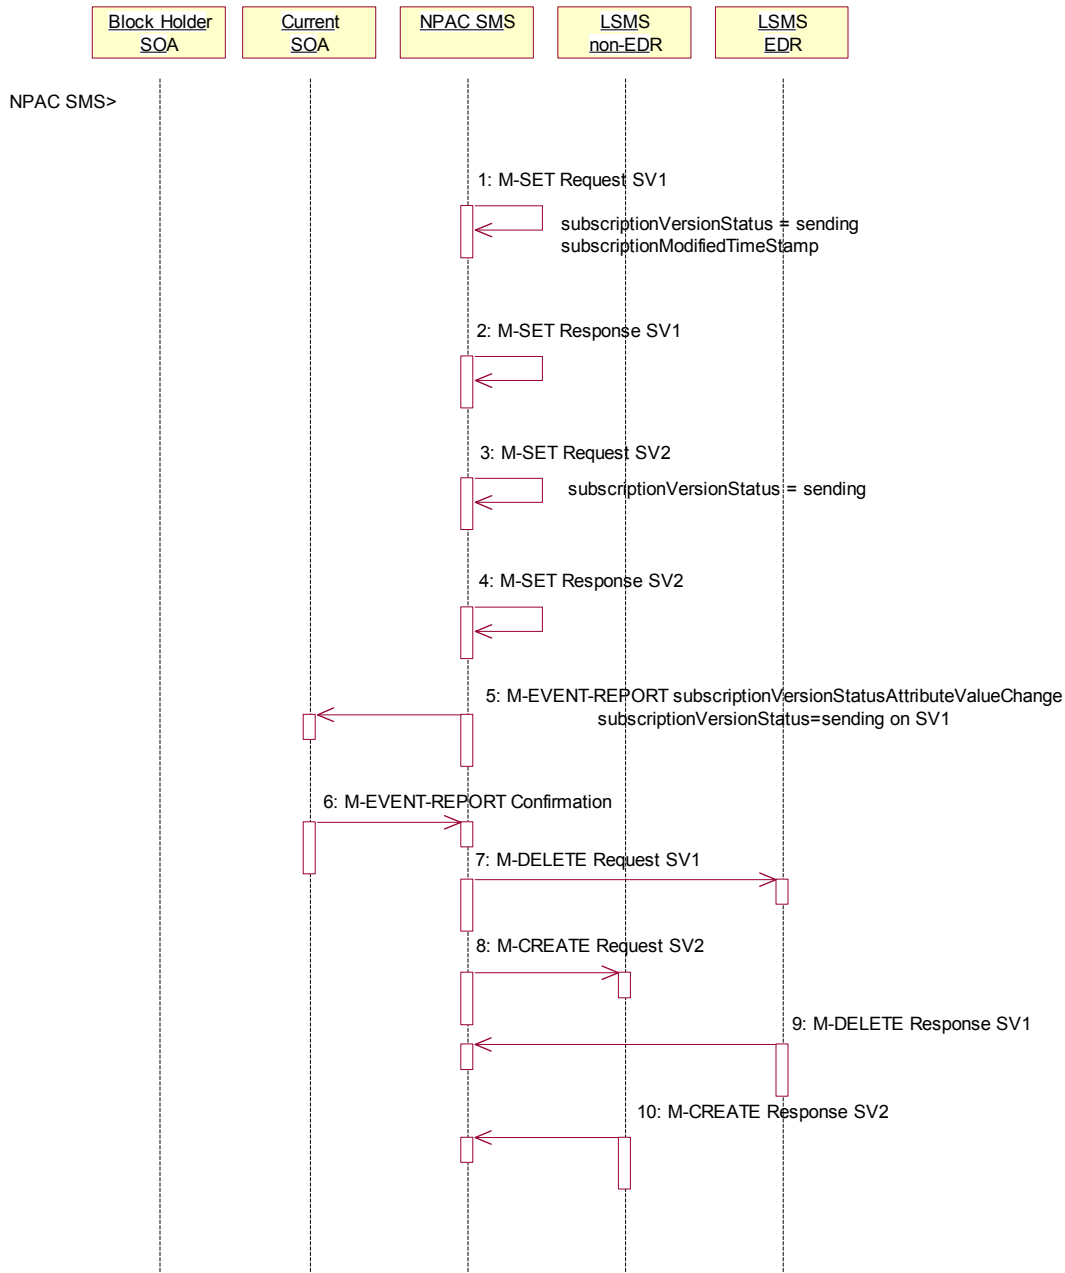 Block Holder
SOA
Current
SOA
NPAC SMS
LSMS
non-EDR
LSMS
EDR
NPAC SMS>
1: M-SET Request SV1
subscriptionVersionStatus = sending
subscriptionModifiedTimeStamp
2: M-SET Response SV1
3: M-SET Request SV2
subscriptionVersionStatus = sending
4: M-SET Response SV2
5: M-EVENT-REPORT subscriptionVersionStatusAttributeValueChange
subscriptionVersionStatus=sending on SV1
6: M-EVENT-REPORT Confirmation
7: M-DELETE Request SV1
8: M-CREATE Request SV2
9: M-DELETE Response SV1
10: M-CREATE Response SV2